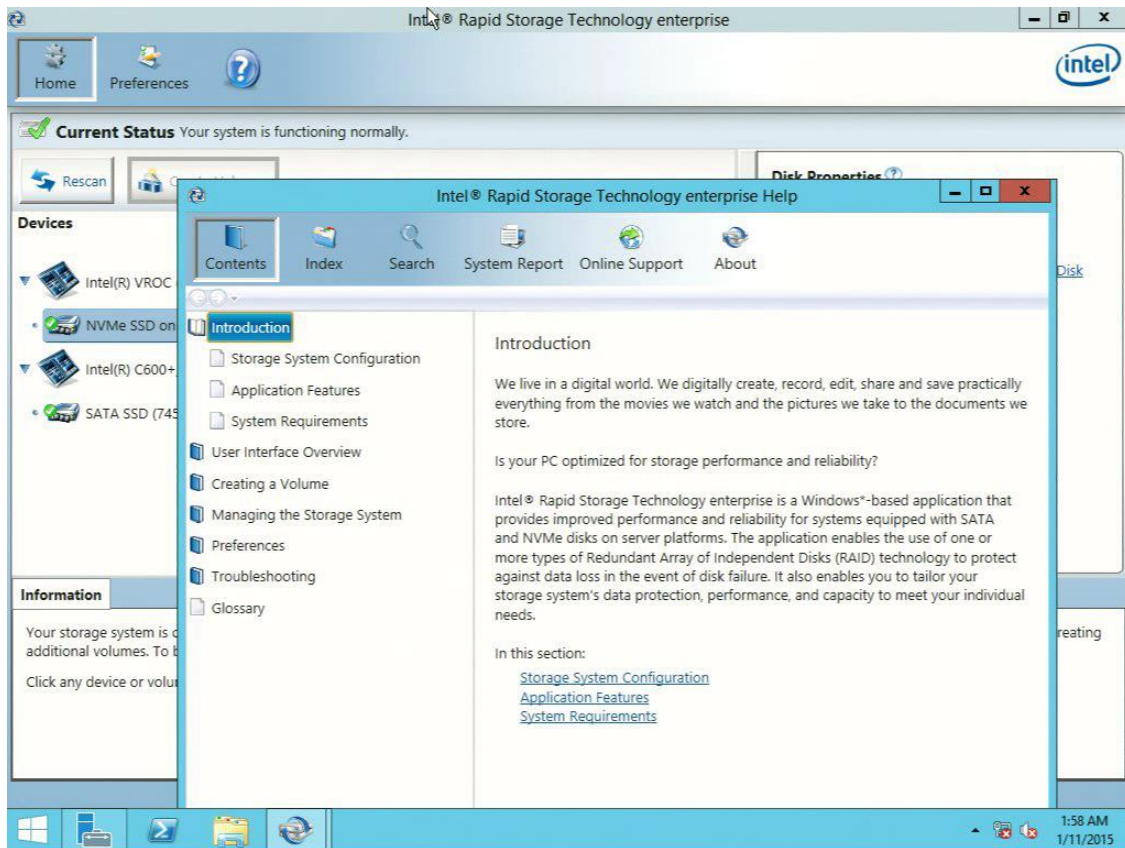 Intel® Rapid Storage Technology enterprise
Home
Preferences
intel
Current Status Your system is functioning normally.
Rescan
Disk Properties
Devices
Intel(R) VROC
NVMe SSD on
Intel(R) C600+
SATA SSD (745
Disk
Intel® Rapid Storage Technology enterprise Help
Contents
Index
Search
System Report
Online Support
About
Introduction
Storage System Configuration
Application Features
System Requirements
User Interface Overview
Creating a Volume
Managing the Storage System
Preferences
Troubleshooting
Glossary
Introduction
We live in a digital world. We digitally create, record, edit, share and save practically
everything from the movies we watch and the pictures we take to the documents we
store.
Is your PC optimized for storage performance and reliability?
Intel® Rapid Storage Technology enterprise is a Windows*-based application that
provides improved performance and reliability for systems equipped with SATA
and NVMe disks on server platforms. The application enables the use of one or
more types of Redundant Array of Independent Disks (RAID) technology to protect
against data loss in the event of disk failure. It also enables you to tailor your
storage system's data protection, performance, and capacity to meet your individual
needs.
In this section:
Storage System Configuration
Application Features
System Requirements
Information
Your storage system is
additional volumes. To
Click any device or
reating
1:58 AM
1/11/2015